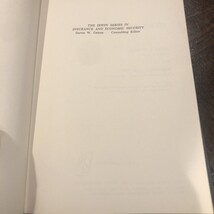 THE IRWIN SERIES IN
INSURANCE AND ECONOMIC SECURITY
Davis W. Gregg    Consulting Editor